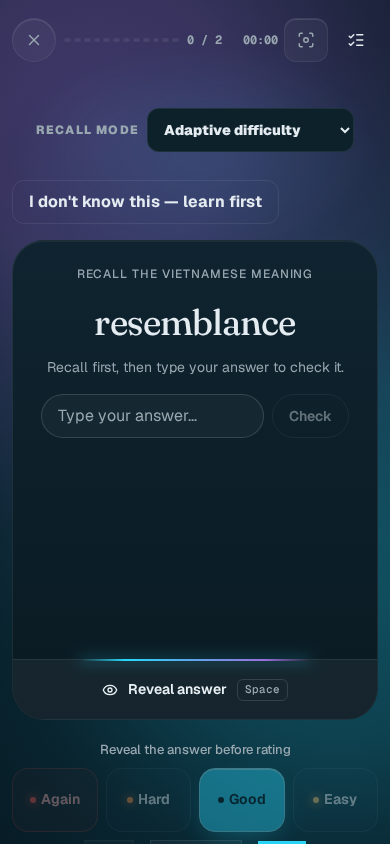 0 / 2 00:00
RECALL MODE Adaptive difficulty
I don't know this — learn first
RECALL THE VIETNAMESE MEANING
resemblance
Recall first, then type your answer to check it.
Type your answer... Check
Reveal answer Space
Reveal the answer before rating
Again Hard Good Easy